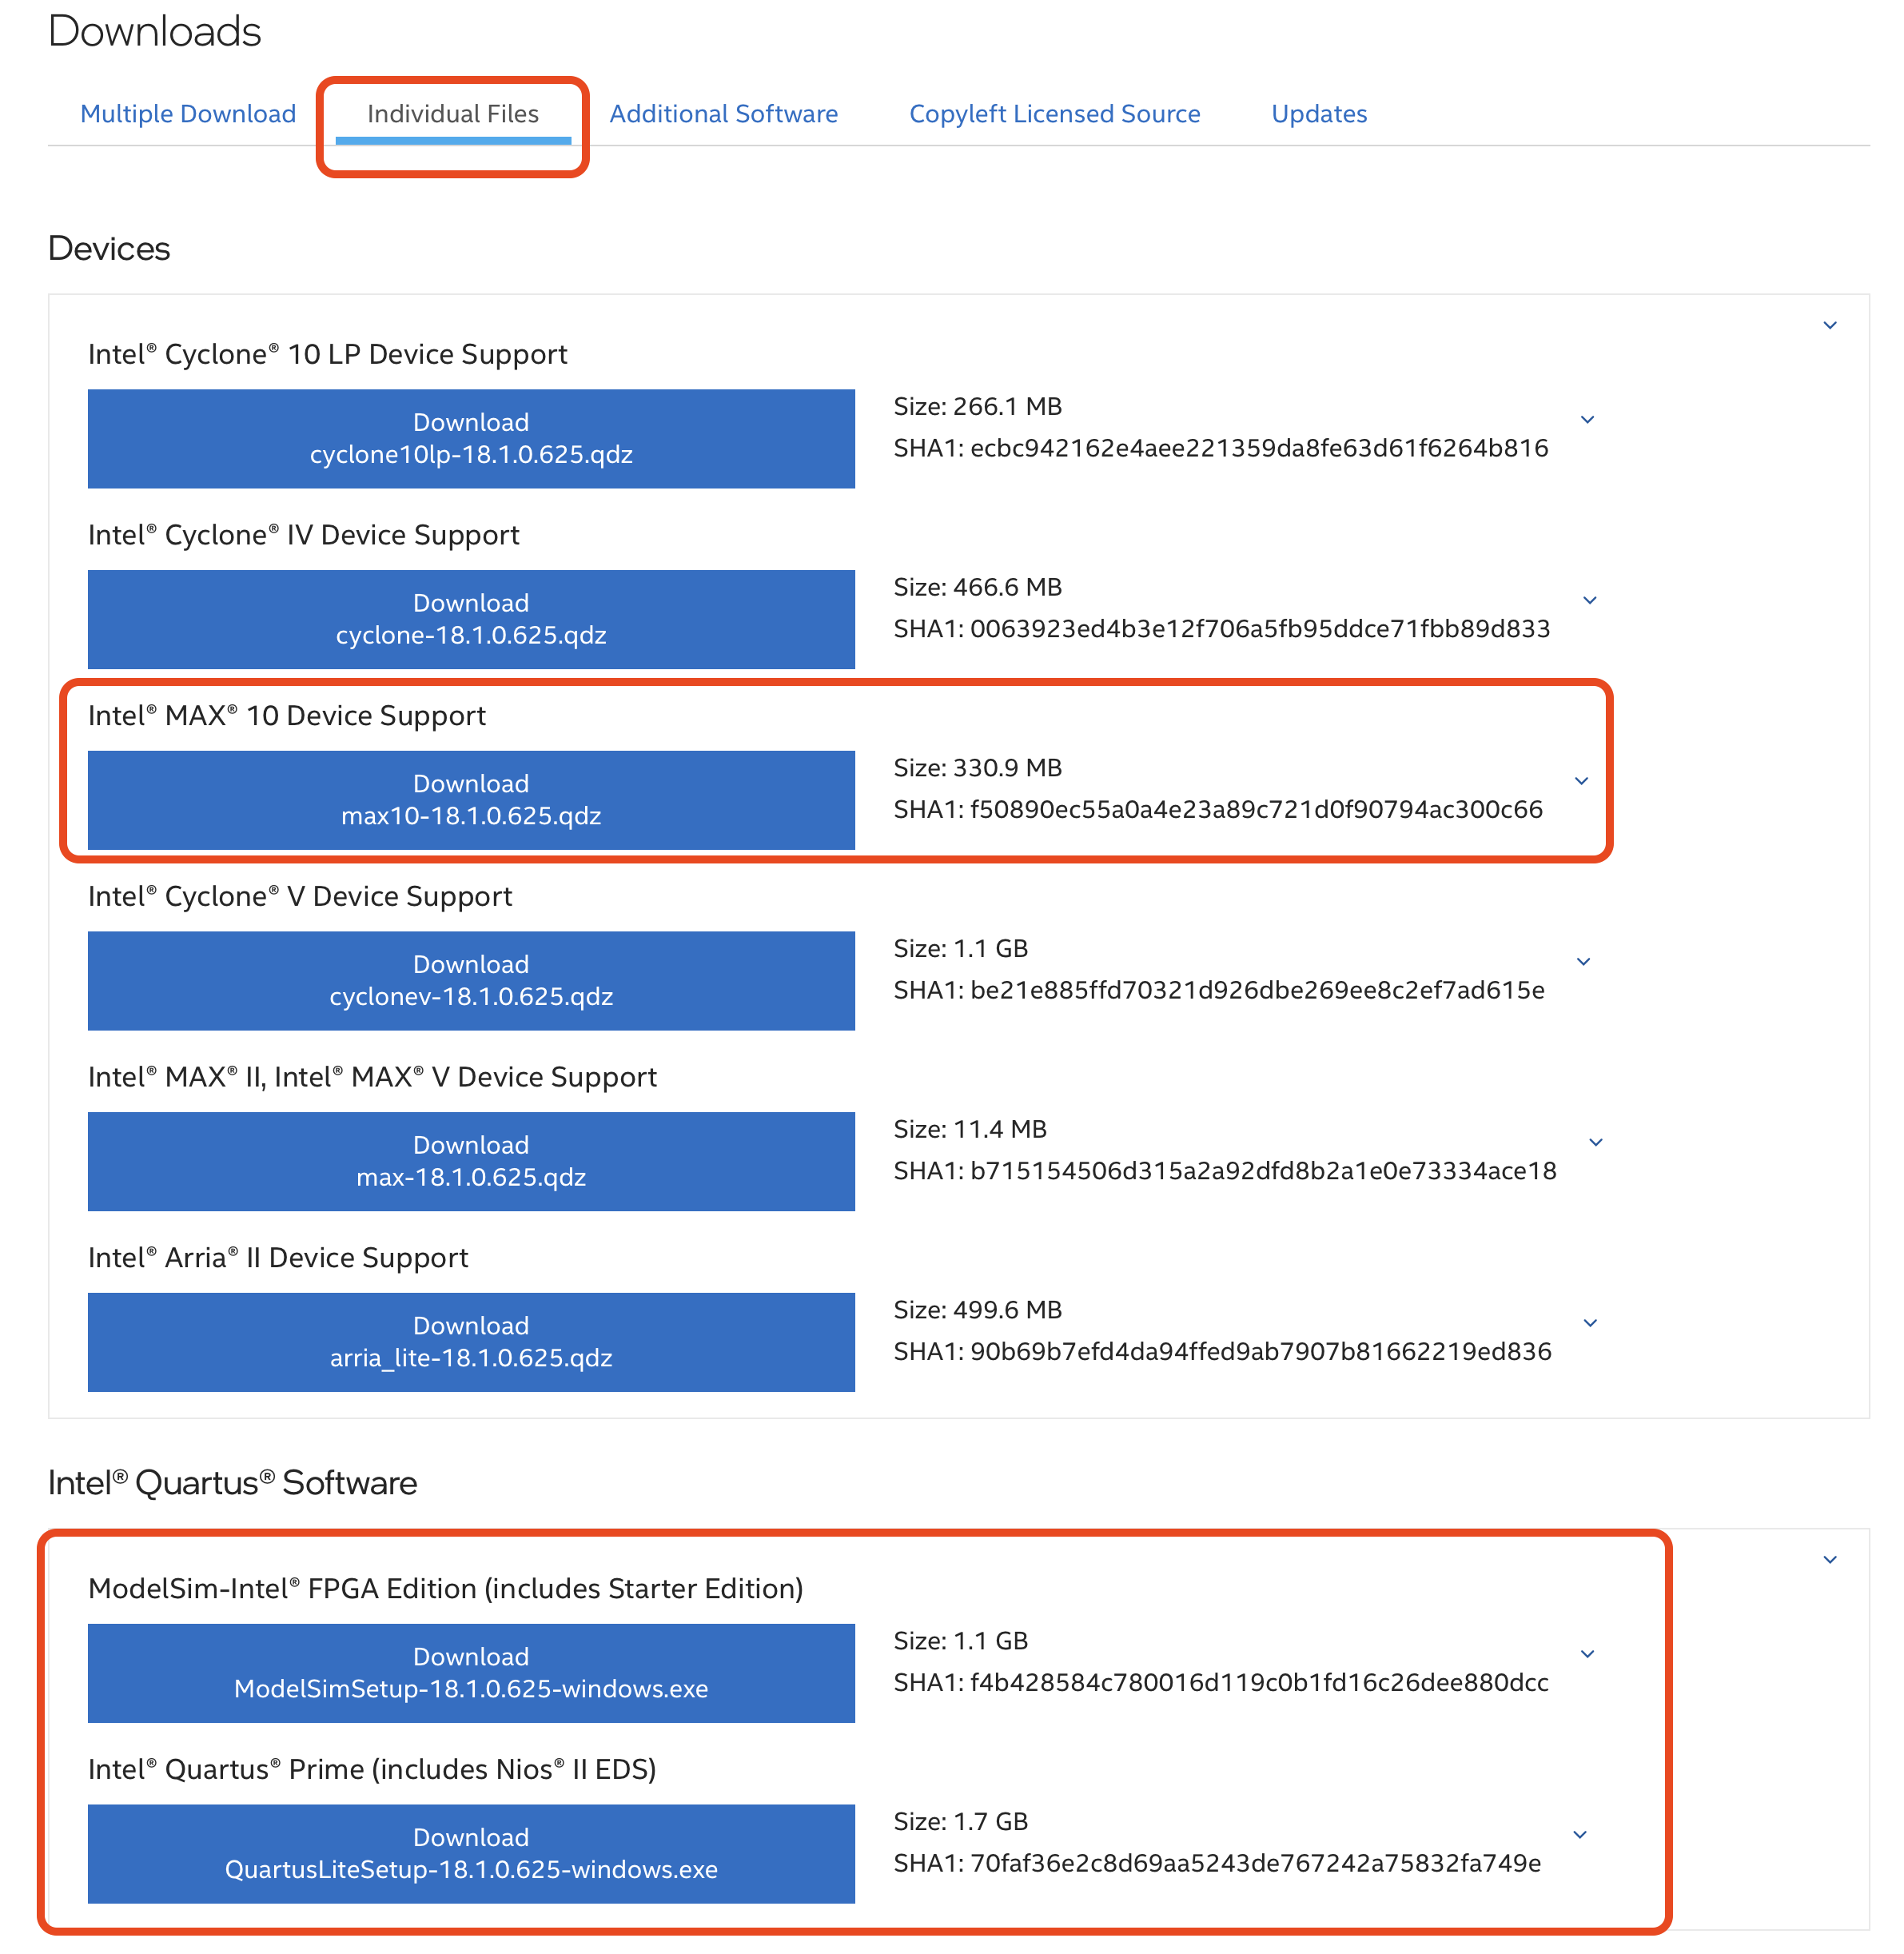 Downloads
Multiple Download
Individual Files
Additional Software
Copyleft Licensed Source
Updates
Devices
Intel® Cyclone® 10 LP Device Support
Download
cyclone10lp-18.1.0.625.qdz
Size: 266.1 MB
SHA1: ecbc942162e4aee221359da8fe63d61f6264b816
Intel® Cyclone® IV Device Support
Download
cyclone-18.1.0.625.qdz
Size: 466.6 MB
SHA1: 0063923ed4b3e12f706a5fb95ddce71fbb89d833
Intel® MAX® 10 Device Support
Download
max10-18.1.0.625.qdz
Size: 330.9 MB
SHA1: f50890ec55a0a4e23a89c721d0f90794ac300c66
Intel® Cyclone® V Device Support
Download
cyclonev-18.1.0.625.qdz
Size: 1.1 GB
SHA1: be21e885ffd70321d926dbe269ee8c2ef7ad615e
Intel® MAX® II, Intel® MAX® V Device Support
Download
max-18.1.0.625.qdz
Size: 11.4 MB
SHA1: b715154506d315a2a92dfd8b2a1e0e73334ace18
Intel® Arria® II Device Support
Download
arria_lite-18.1.0.625.qdz
Size: 499.6 MB
SHA1: 90b69b7efd4da94ffed9ab7907b81662219ed836
Intel® Quartus® Software
ModelSim-Intel® FPGA Edition (includes Starter Edition)
Download
ModelSimSetup-18.1.0.625-windows.exe
Size: 1.1 GB
SHA1: f4b428584c780016d119c0b1fd16c26dee880dcc
Intel® Quartus® Prime (includes Nios® II EDS)
Download
QuartusLiteSetup-18.1.0.625-windows.exe
Size: 1.7 GB
SHA1: 70faf36e2c8d69aa5243de767242a75832fa749e